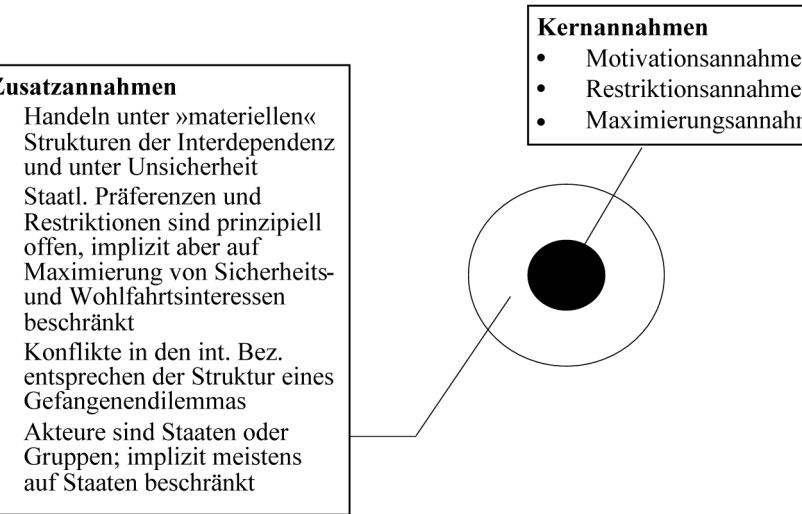 Zusatzannahmen
Handeln unter »materiellen«
Strukturen der Interdependenz
und unter Unsicherheit
Staatl. Präferenzen und
Restriktionen sind prinzipiell
offen, implizit aber auf
Maximierung von Sicherheits-
und Wohlfahrtsinteressen
beschränkt
Konflikte in den int. Bez.
entsprechen der Struktur eines
Gefangenendilemmas
Akteure sind Staaten oder
Gruppen; implizit meistens
auf Staaten beschränkt
Kernannahmen
• Motivationsannahme
• Restriktionsannahme
• Maximierungsannahm